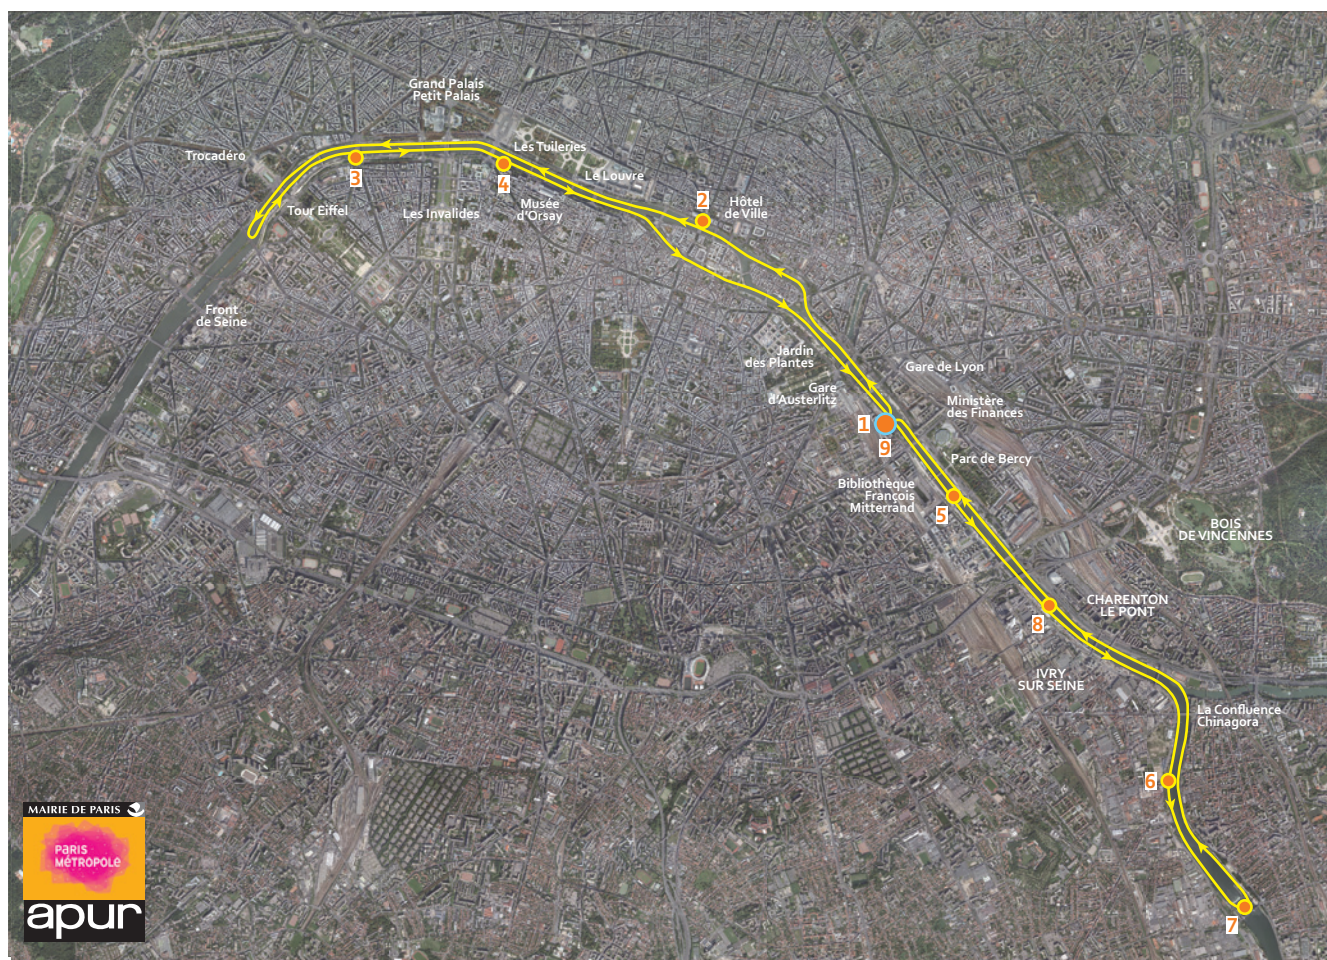 Grand Palais
Petit Palais
Trocadéro
Les Tuileries
Le Louvre
3
4
2
Musée
d'Orsay
Hôtel
de Ville
Tour Eiffel
Les Invalides
Front
de Seine
Jardin
des Plantes
Gare de Lyon
Gare
d'Austerlitz
Ministère
des Finances
1
9
Parc de Bercy
Bibliothèque
François
Mitterrand
5
BOIS
DE VINCENNES
CHARENTON
LE PONT
8
IVRY
SUR SEINE
La Confluence
Chinagora
6
7
MAIRIE DE PARIS
PARIS
MÉTROPOLE
apur